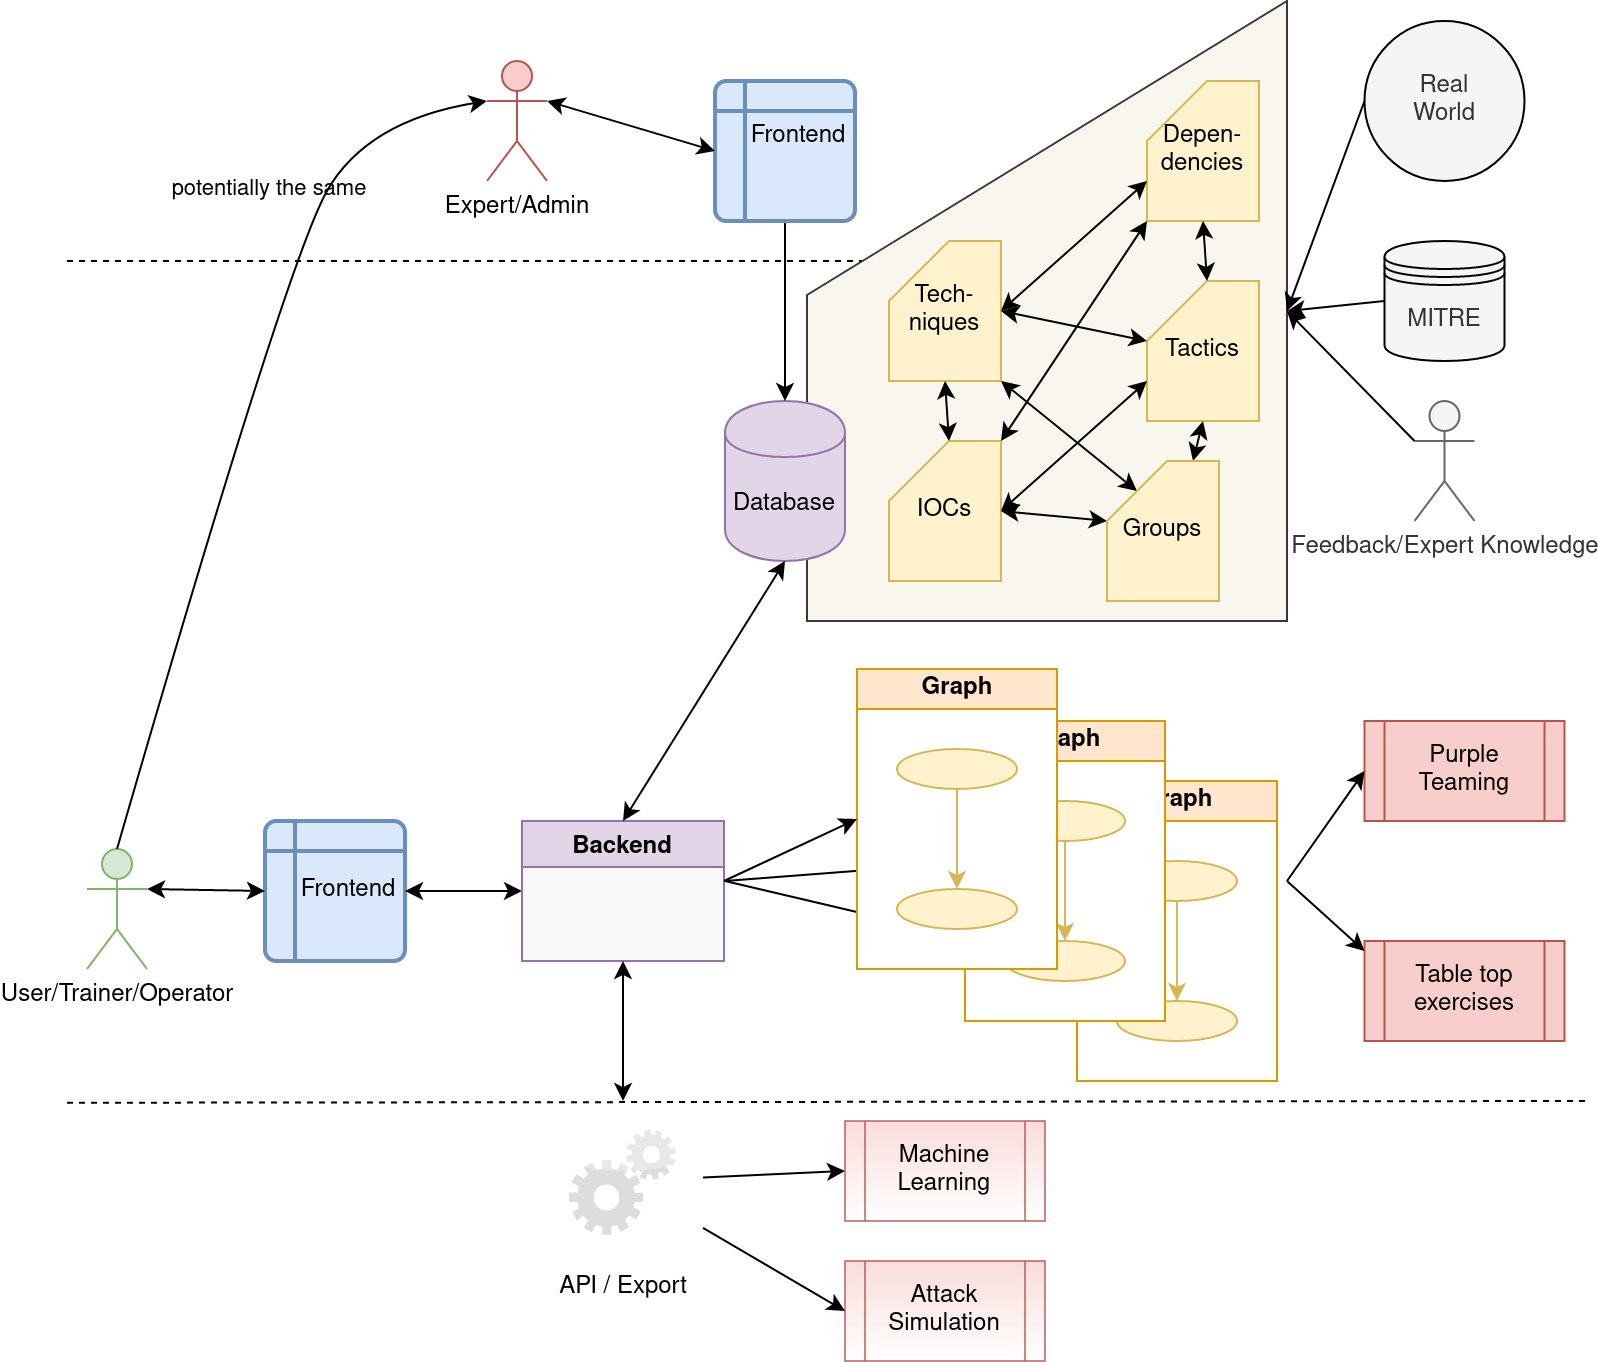 Real
World
Frontend
Depen-
dencies
potentially the same
Expert/Admin
Tech-
niques
MITRE
Tactics
Database
IOCs
Groups
Feedback/Expert Knowledge
Graph
aph
raph
Purple
Teaming
Backend
Frontend
User/Trainer/Operator
Table top
exercises
Machine
Learning
API / Export
Attack
Simulation